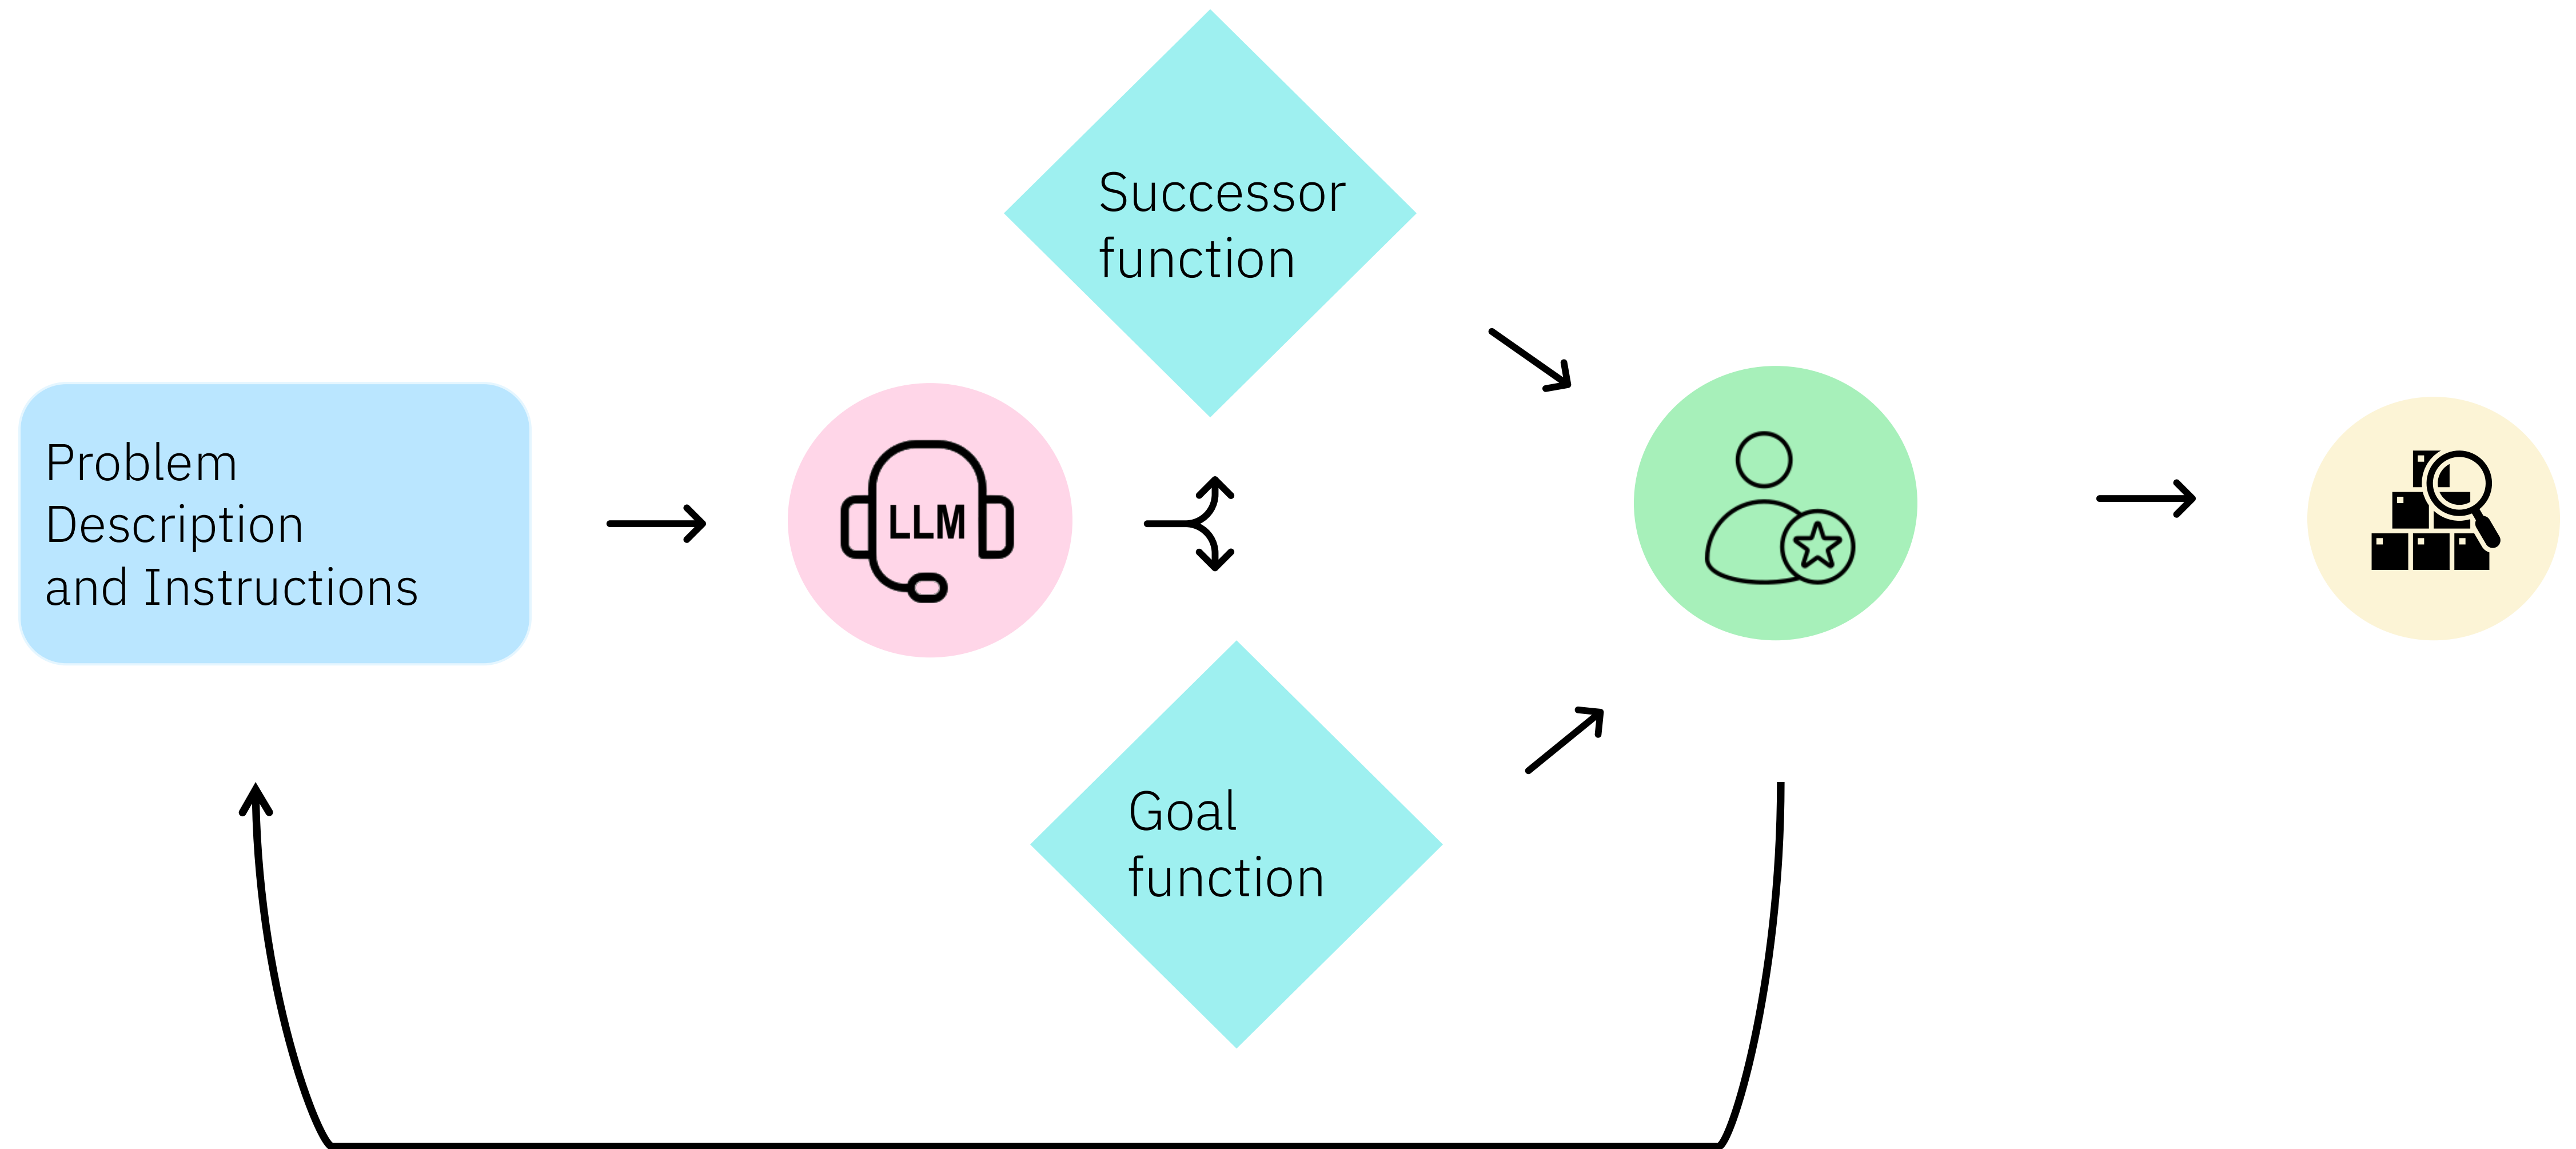 Problem
Description
and Instructions
LLM
Successor
function
Goal
function